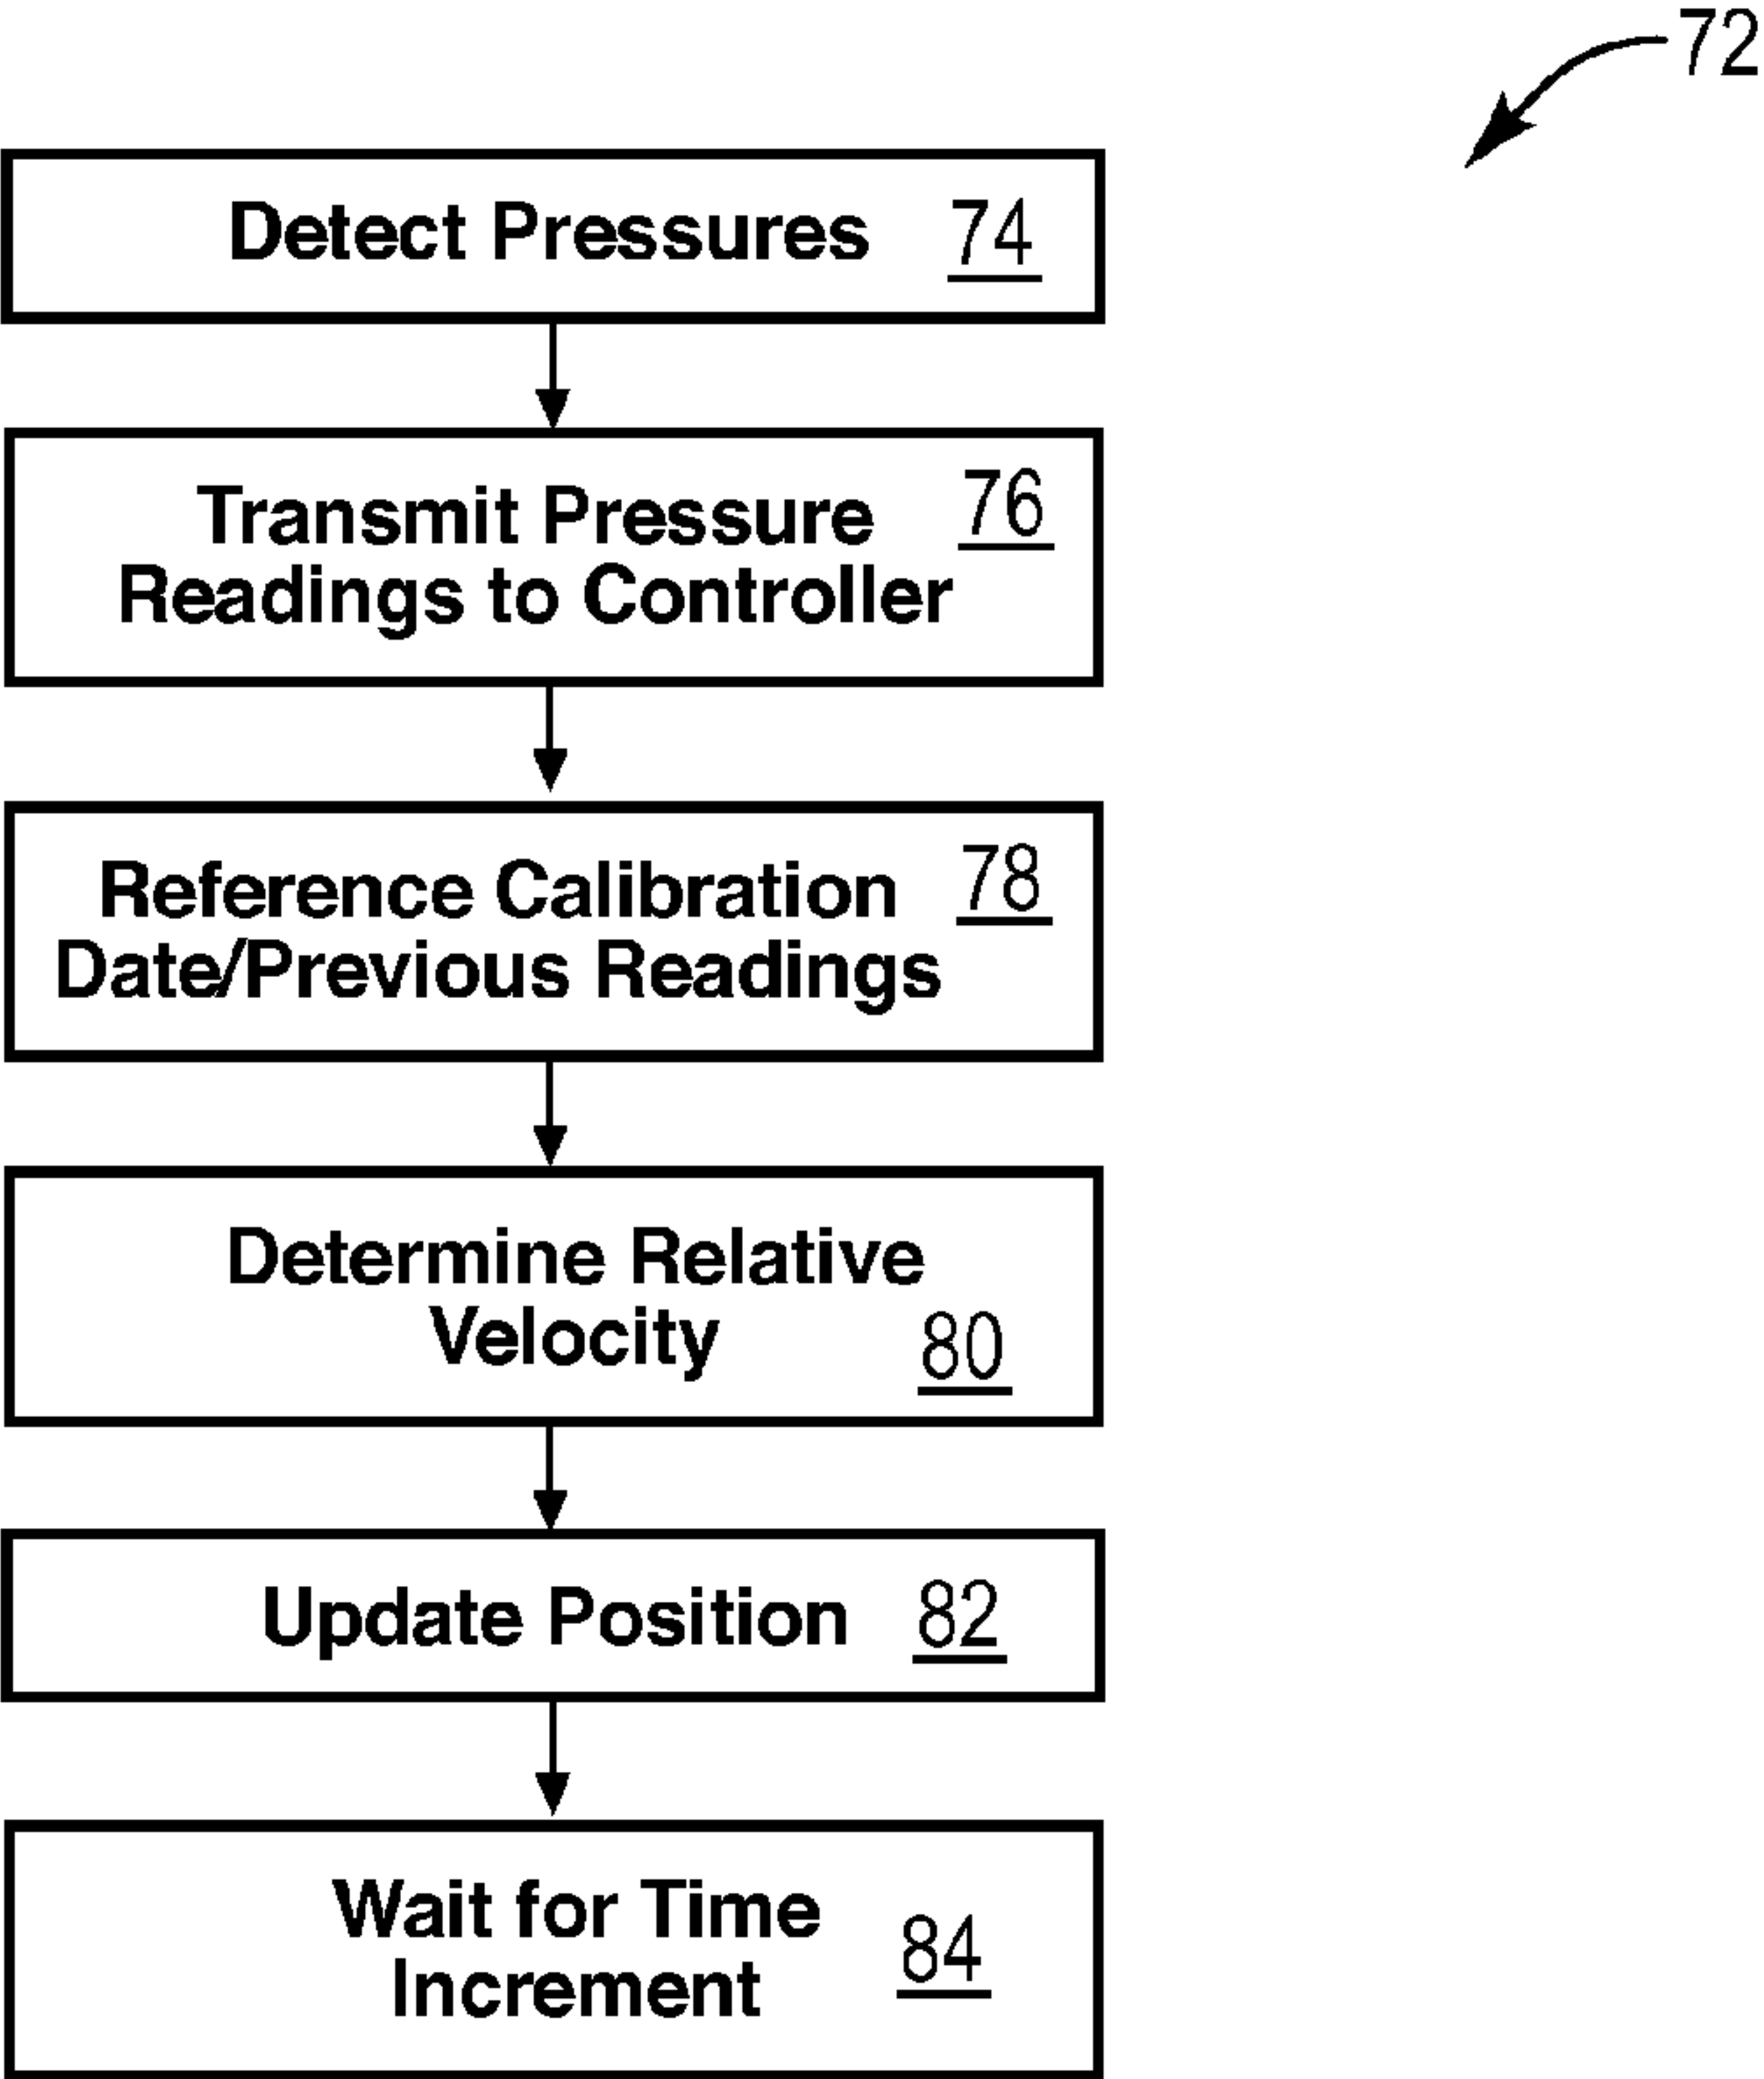 72
Detect Pressures 74
Transmit Pressure 76
Readings to Controller
Reference Calibration 78
Date/Previous Readings
Determine Relative
Velocity 80
Update Position 82
Wait for Time
Increment 84